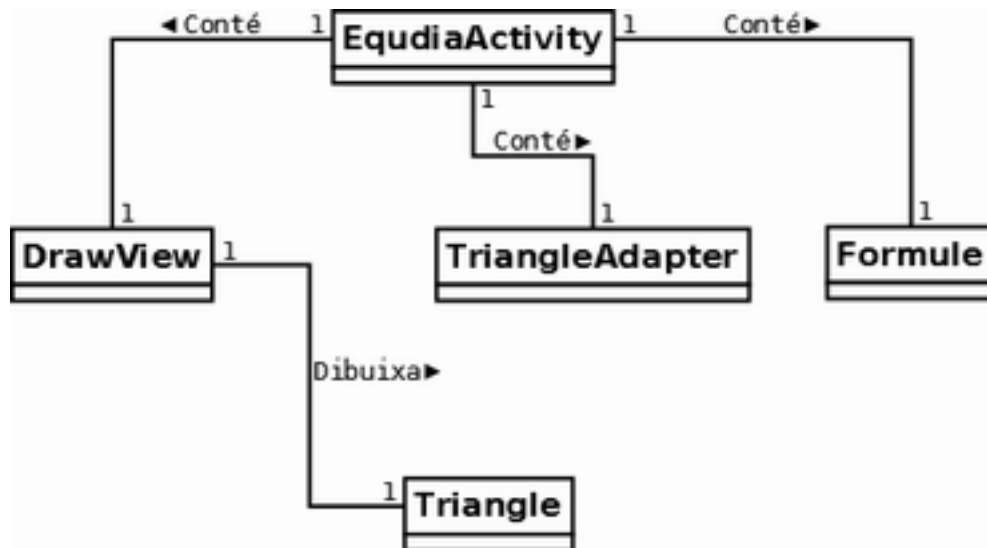 ◄Conté
1
EqudiaActivity
1
Conté►
1
Conté►
1
1
1
DrawView
1
TriangleAdapter
Formule
Dibuixa►
1
Triangle